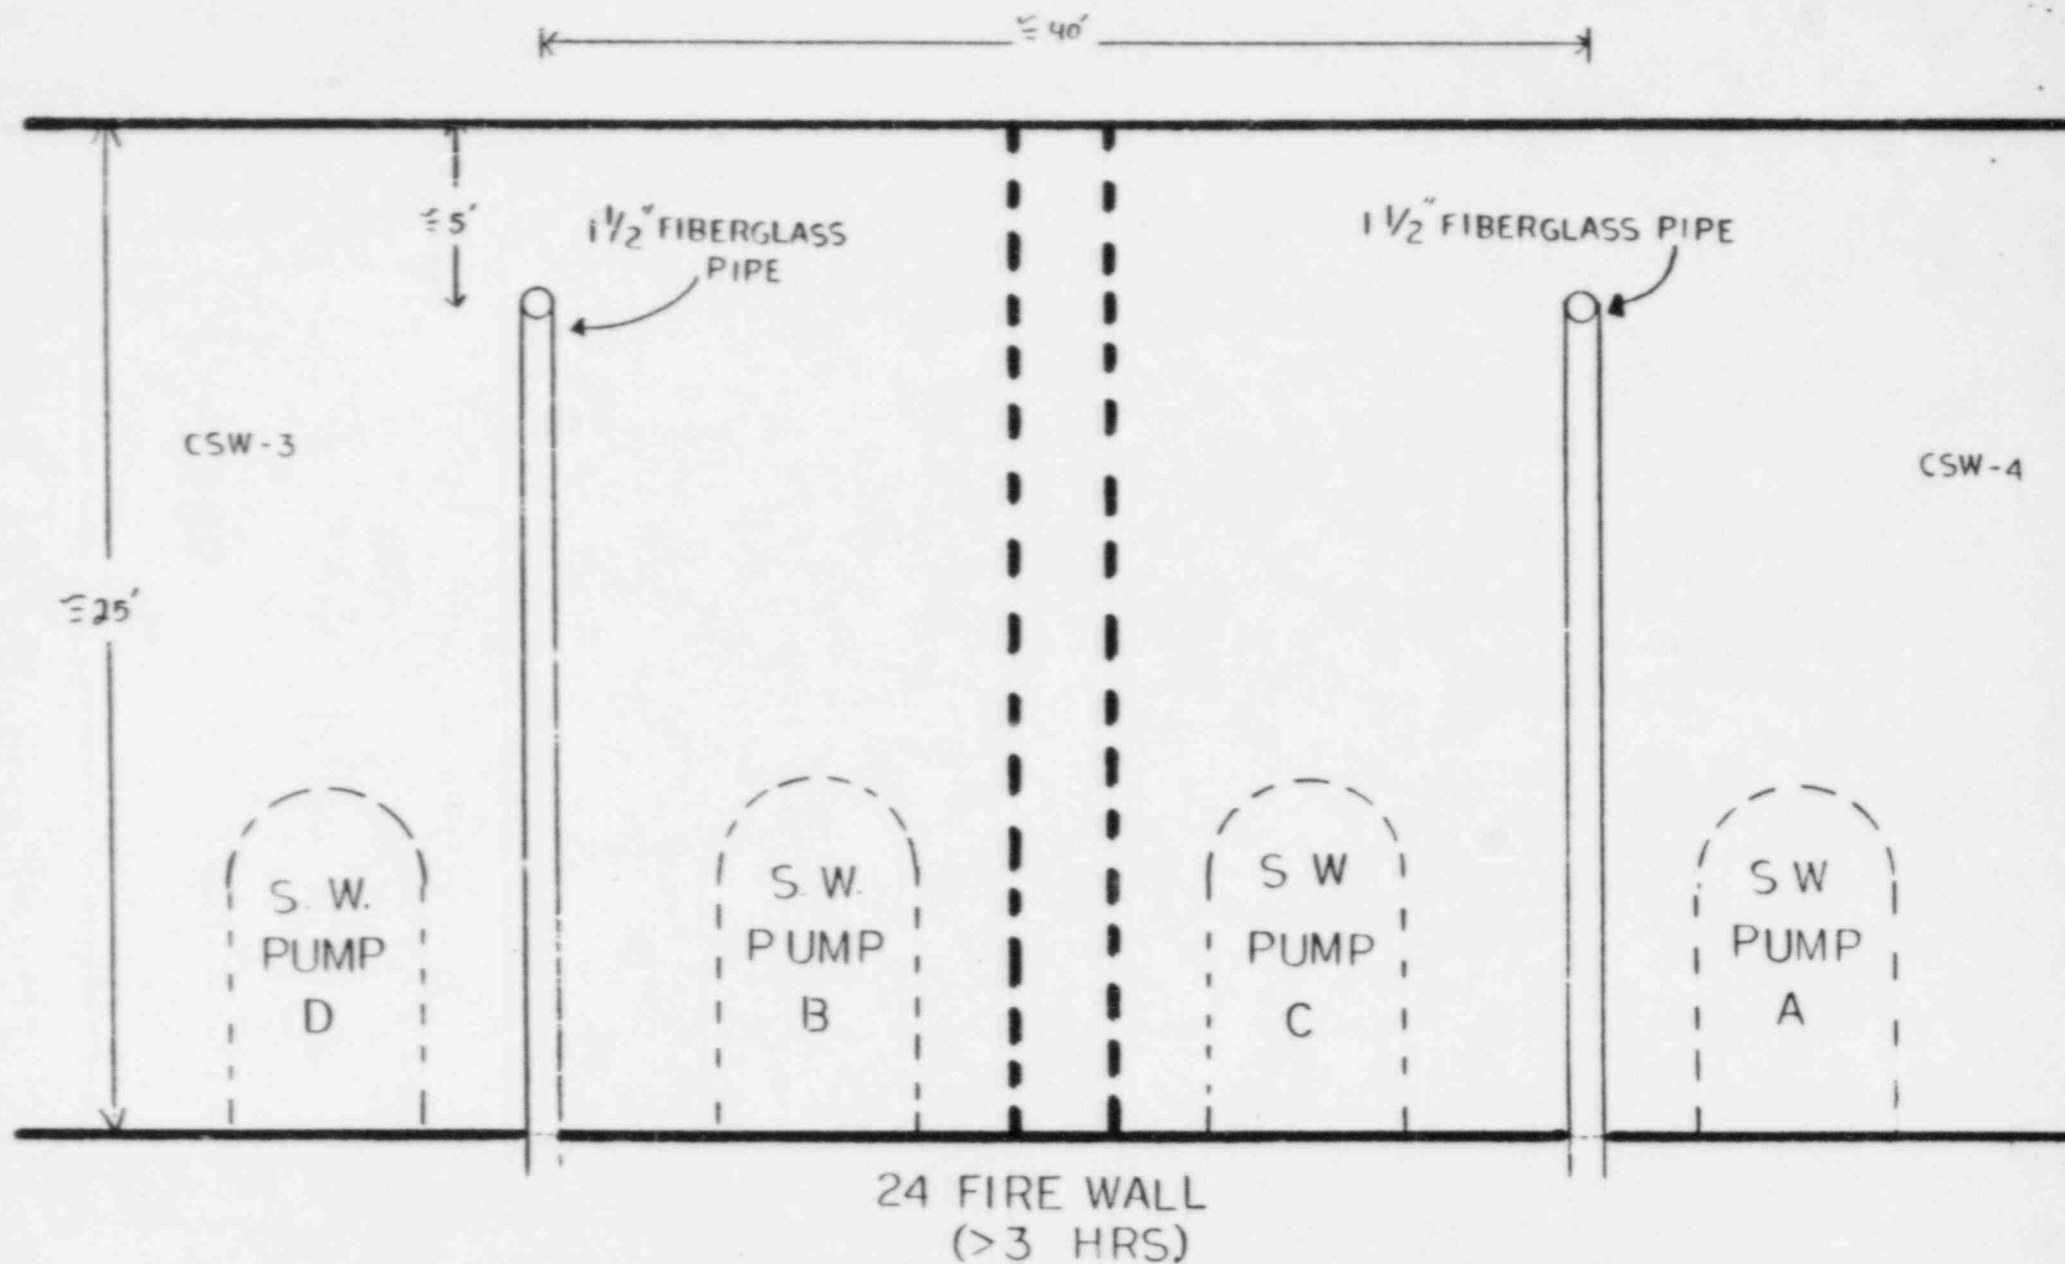 ≈ 40'
≈ 5'
1 1/2" FIBERGLASS
PIPE
1 1/2" FIBERGLASS PIPE
CSW-3
CSW-4
≈ 25'
S. W.
PUMP
D
S. W.
PUMP
B
S W
PUMP
C
S W
PUMP
A
24 FIRE WALL
(>3 HRS.)